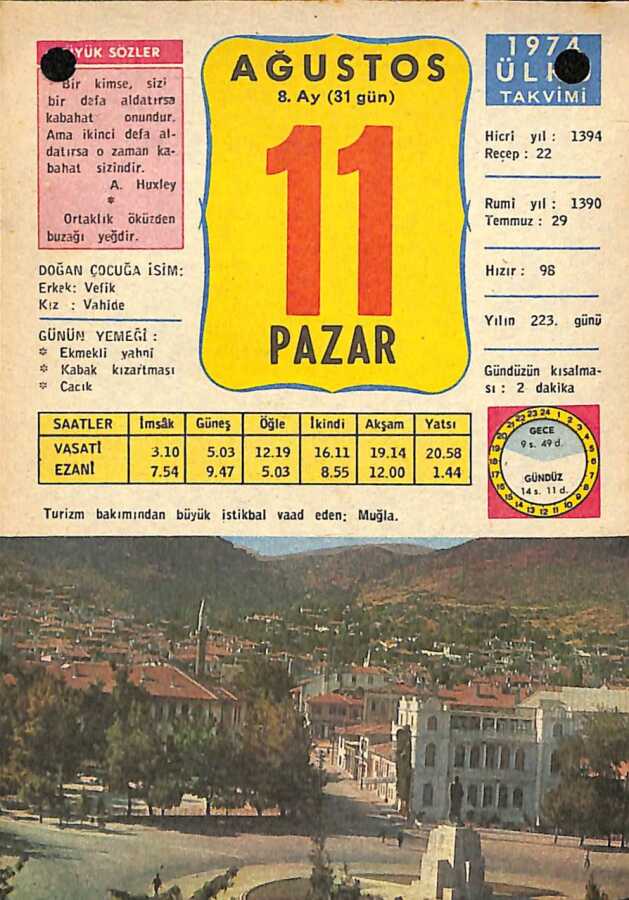 BÜYÜK SÖZLER
Bir kimse, sizi
bir defa aldatırsa
kabahat onundur.
Ama ikinci defa al-
datırsa o zaman ka-
bahat sizindir.
A. Huxley
*
Ortaklık öküzden
buzağı yeğdir.
DOĞAN ÇOCUĞA İSİM:
Erkek: Vefik
Kız : Vahide
GÜNÜN YEMEĞİ :
* Ekmekli yahni
* Kabak kızartması
* Cacık
AĞUSTOS
8. Ay (31 gün)
11
PAZAR
1974
ÜLKÜ
TAKVİMİ
Hicri yıl : 1394
Recep : 22
Rumi yıl : 1390
Temmuz : 29
Hızır : 98
Yılın 223. günü
Gündüzün kısalma-
sı : 2 dakika
SAATLER İmsâk Güneş Öğle İkindi Akşam Yatsı
VASATİ 3.10 5.03 12.19 16.11 19.14 20.58
EZANİ 7.54 9.47 5.03 8.55 12.00 1.44
GECE
9 s. 49 d.
GÜNDÜZ
14 s. 11 d.
Turizm bakımından büyük istikbal vaad eden: Muğla.